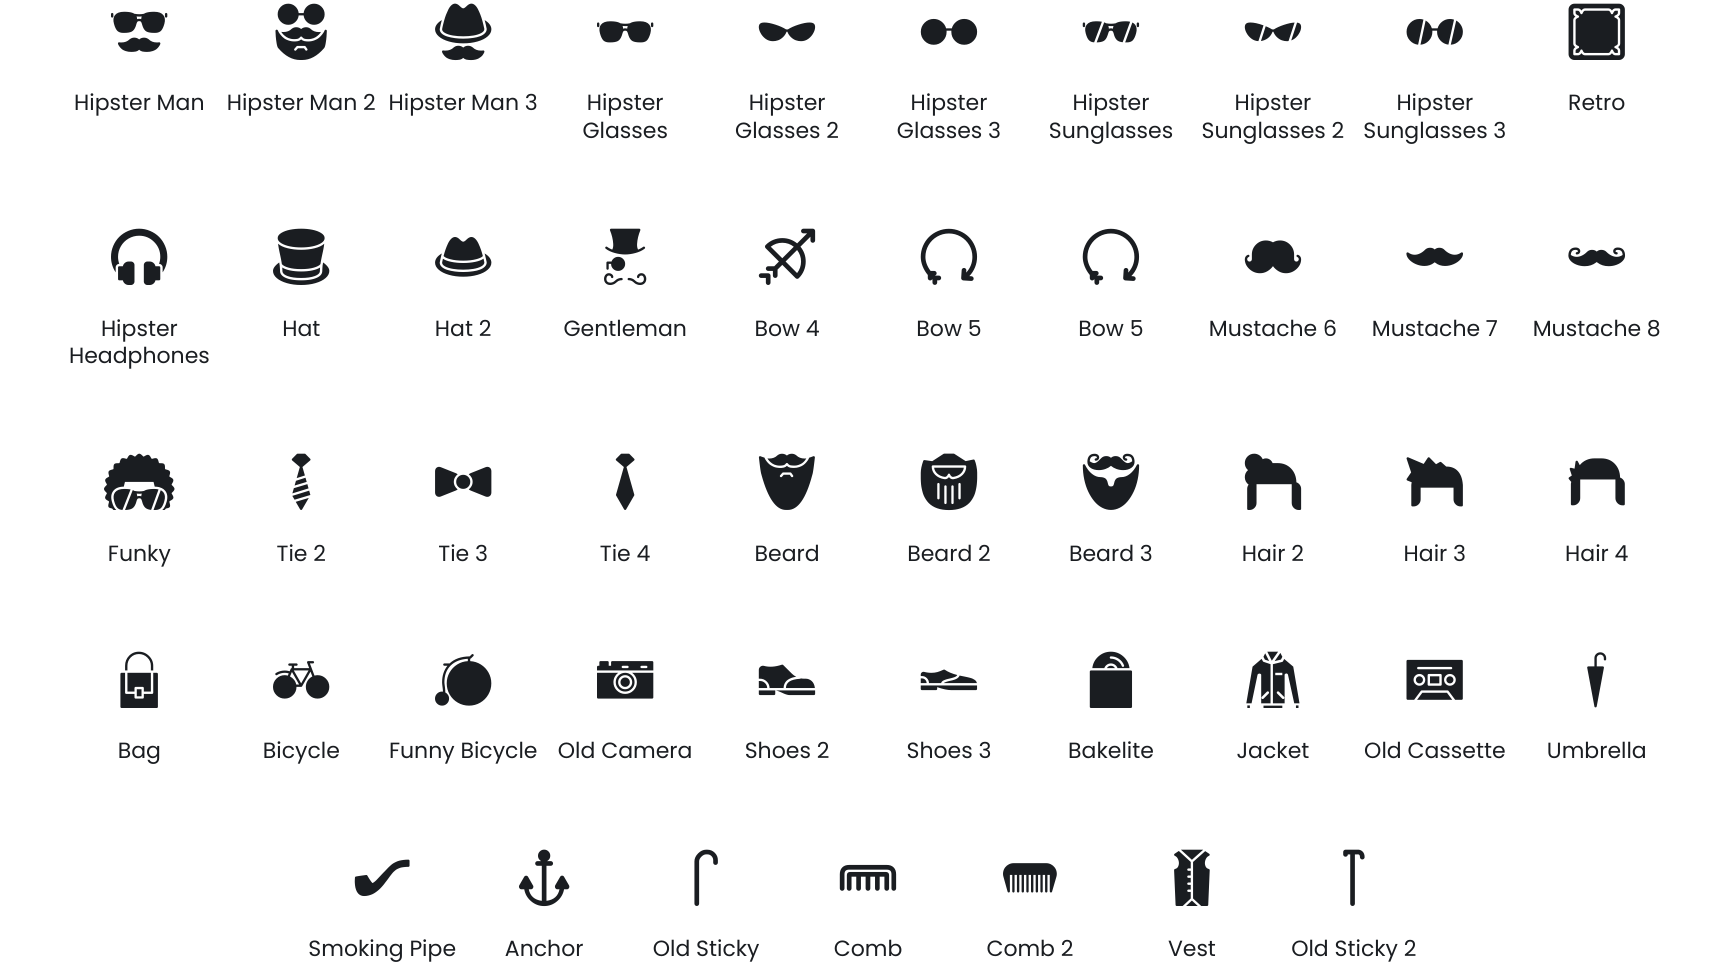 Hipster Man
Hipster Man 2
Hipster Man 3
Hipster
Glasses
Hipster
Glasses 2
Hipster
Glasses 3
Hipster
Sunglasses
Hipster
Sunglasses 2
Hipster
Sunglasses 3
Retro
Hipster
Headphones
Hat
Hat 2
Gentleman
Bow 4
Bow 5
Bow 5
Mustache 6
Mustache 7
Mustache 8
Funky
Tie 2
Tie 3
Tie 4
Beard
Beard 2
Beard 3
Hair 2
Hair 3
Hair 4
Bag
Bicycle
Funny Bicycle
Old Camera
Shoes 2
Shoes 3
Bakelite
Jacket
Old Cassette
Umbrella
Smoking Pipe
Anchor
Old Sticky
Comb
Comb 2
Vest
Old Sticky 2